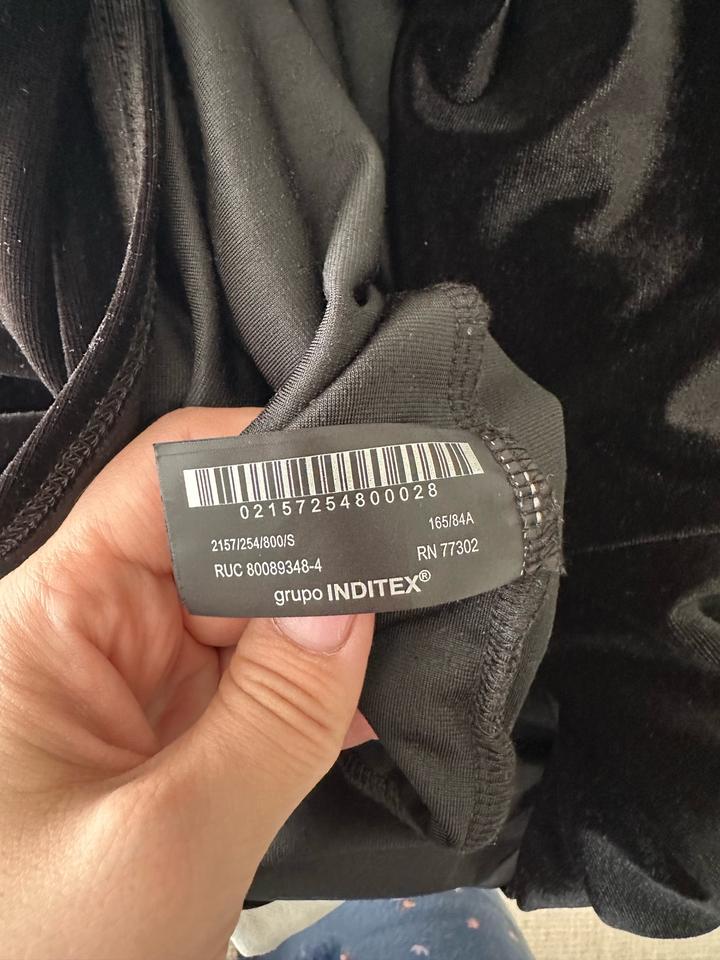 02157254800028
165/84A
2157/254/800/S
RN 77302
RUC 80089348-4
grupo INDITEX®